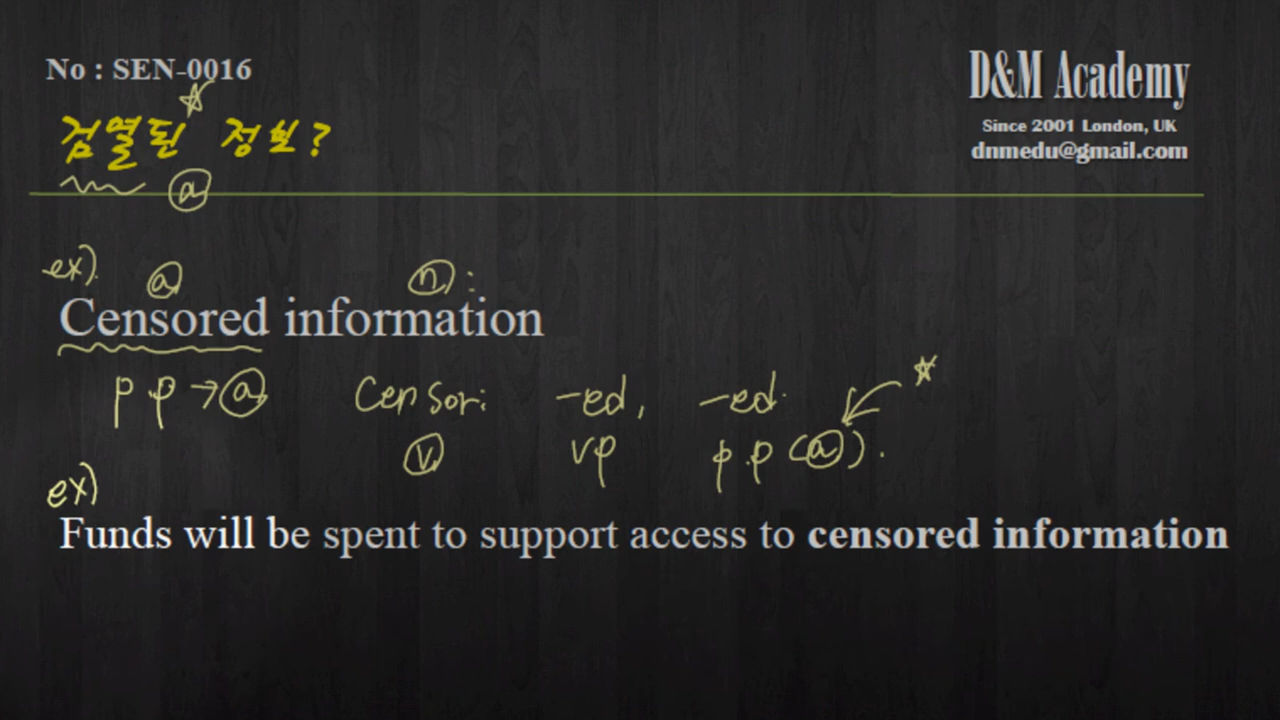 No : SEN-0016
D&M Academy
Since 2001 London, UK
dnmedu@gmail.com
검열된 정보?
a
ex).
a
n :
Censored information
pp → a Censor: -ed, -ed.
v vp p.p (a).
ex)
Funds will be spent to support access to censored information